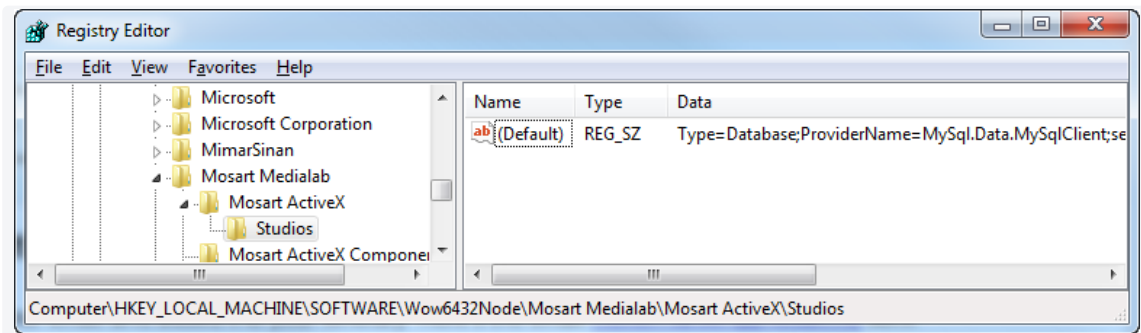 Registry Editor
File Edit View Favorites Help
Microsoft
Microsoft Corporation
MimarSinan
Mosart Medialab
Mosart ActiveX
Studios
Mosart ActiveX Componer
Name Type Data
ab (Default) REG_SZ Type=Database;ProviderName=MySql.Data.MySqlClient;se
Computer\HKEY_LOCAL_MACHINE\SOFTWARE\Wow6432Node\Mosart Medialab\Mosart ActiveX\Studios